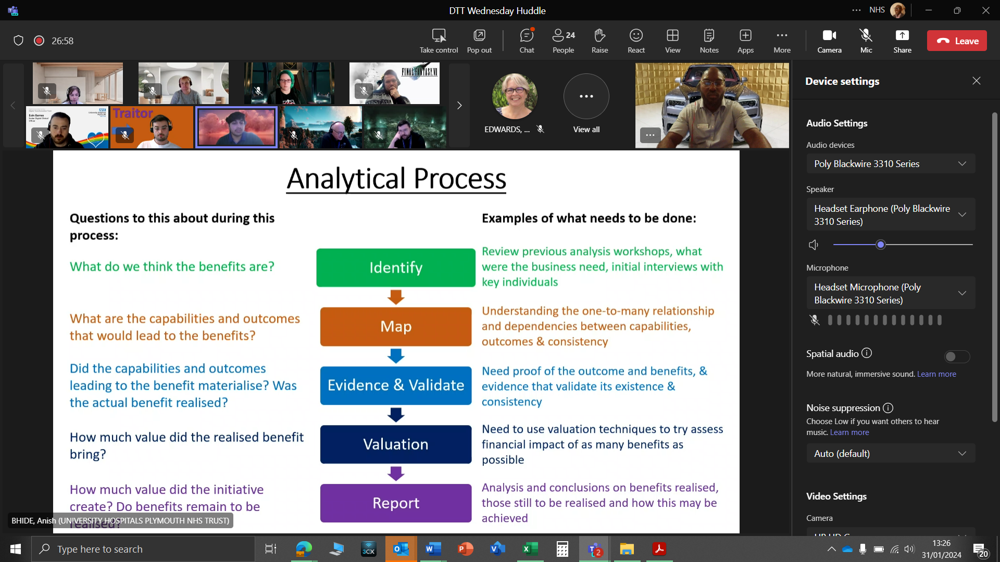 DTT Wednesday Huddle
NHS
26:58
Take control
Pop out
Chat
24
People
Raise
React
View
Notes
Apps
More
Camera
Mic
Share
Leave
FINAL FANTASY VII
Eoin Barnes
Senior Digital Clinical
Officer
NHS
University Hospitals
Plymouth
Traitor
EDWARDS, ...
View all
Analytical Process
Questions to this about during this
process:
Examples of what needs to be done:
What do we think the benefits are?
Identify
Review previous analysis workshops, what
were the business need, initial interviews with
key individuals
What are the capabilities and outcomes
that would lead to the benefits?
Map
Understanding the one-to-many relationship
and dependencies between capabilities,
outcomes & consistency
Did the capabilities and outcomes
leading to the benefit materialise? Was
the actual benefit realised?
Evidence & Validate
Need proof of the outcome and benefits, &
evidence that validate its existence &
consistency
How much value did the realised benefit
bring?
Valuation
Need to use valuation techniques to try assess
financial impact of as many benefits as
possible
How much value did the initiative
create? Do benefits remain to be
realised?
Report
Analysis and conclusions on benefits realised,
those still to be realised and how this may be
achieved
BHIDE, Anish (UNIVERSITY HOSPITALS PLYMOUTH NHS TRUST)
Device settings
Audio Settings
Audio devices
Poly Blackwire 3310 Series
Speaker
Headset Earphone (Poly Blackwire
3310 Series)
Microphone
Headset Microphone (Poly
Blackwire 3310 Series)
Spatial audio
More natural, immersive sound. Learn more
Noise suppression
Choose Low if you want others to hear
music. Learn more
Auto (default)
Video Settings
Camera
Type here to search
3CX
2
13:26
31/01/2024
20